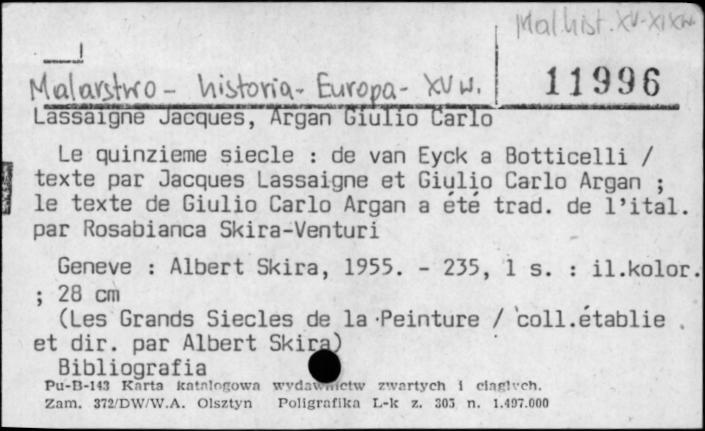 Mal hist. XV-XIXw.
Malarstwo - historia - Europa - XV w.
11996
Lassaigne Jacques, Argan Giulio Carlo
Le quinzieme siecle : de van Eyck a Botticelli /
texte par Jacques Lassaigne et Giulio Carlo Argan ;
le texte de Giulio Carlo Argan a été trad. de l'ital.
par Rosabianca Skira-Venturi
Geneve : Albert Skira, 1955. - 235, 1 s. : il.kolor.
; 28 cm
(Les Grands Siecles de la Peinture / coll.établie
et dir. par Albert Skira)
Bibliografia
Pu-B-143 Karta katalogowa wydawnictw zwartych i ciągłych.
Zam. 372/DW/W.A. Olsztyn Poligrafika L-k z. 303 n. 1.497.000